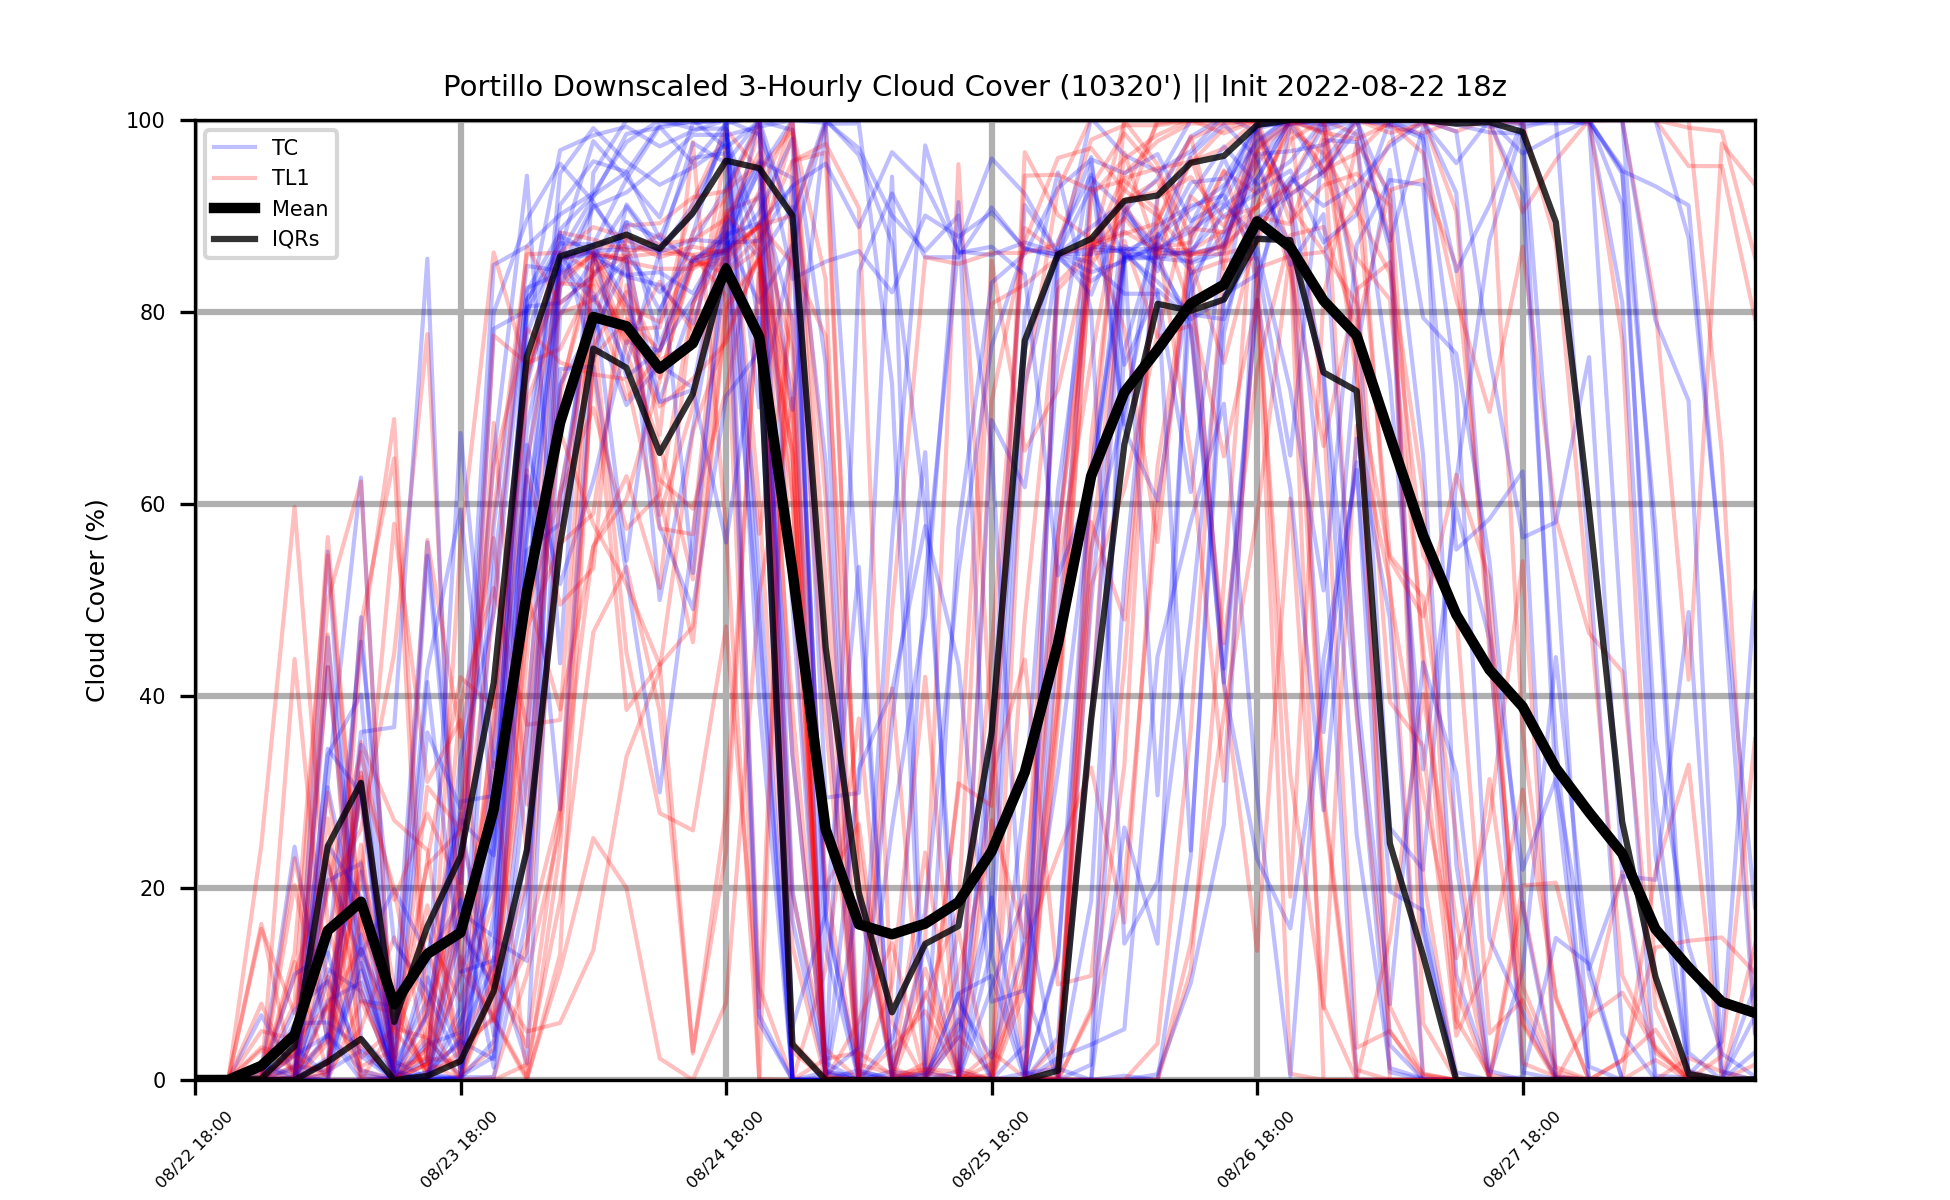 Portillo Downscaled 3-Hourly Cloud Cover (10320') || Init 2022-08-22 18z
TC
TL1
Mean
IQRs
Cloud Cover (%)
100
80
60
40
20
0
08/22 18:00
08/23 18:00
08/24 18:00
08/25 18:00
08/26 18:00
08/27 18:00